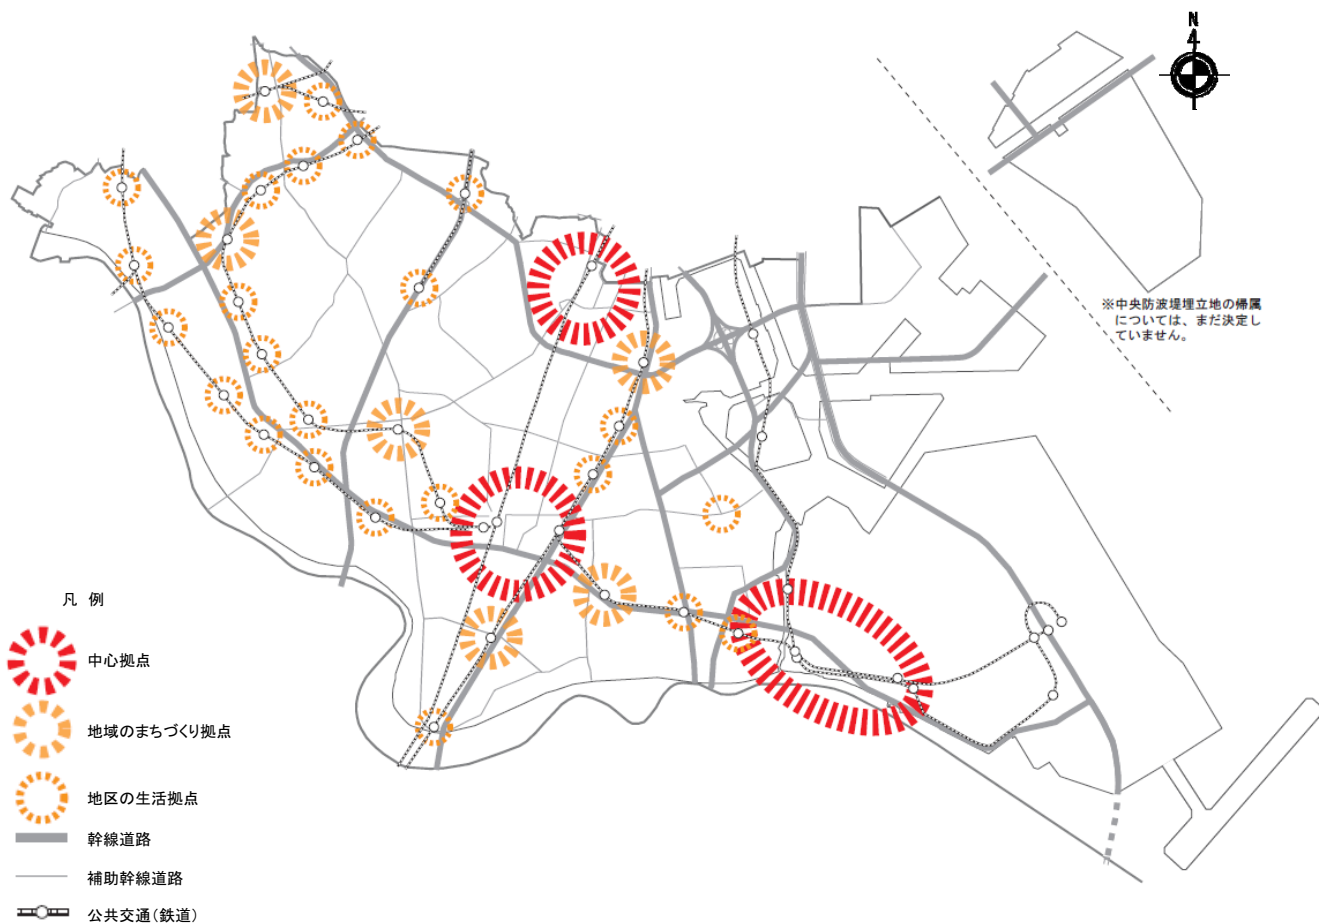 N
※中央防波堤埋立地の帰属
については、まだ決定し
ていません。
凡 例
中心拠点
地域のまちづくり拠点
地区の生活拠点
幹線道路
補助幹線道路
公共交通(鉄道)